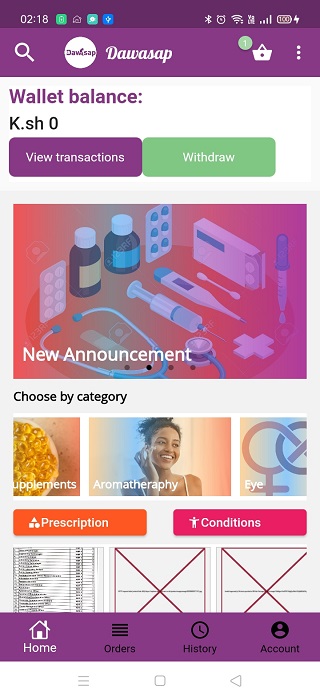 02:18
100
DawAsap
Dawasap
1
Wallet balance:
K.sh 0
View transactions
Withdraw
New Announcement
Choose by category
upplements
Aromatheraphy
Eye
Prescription
Conditions
Home
Orders
History
Account